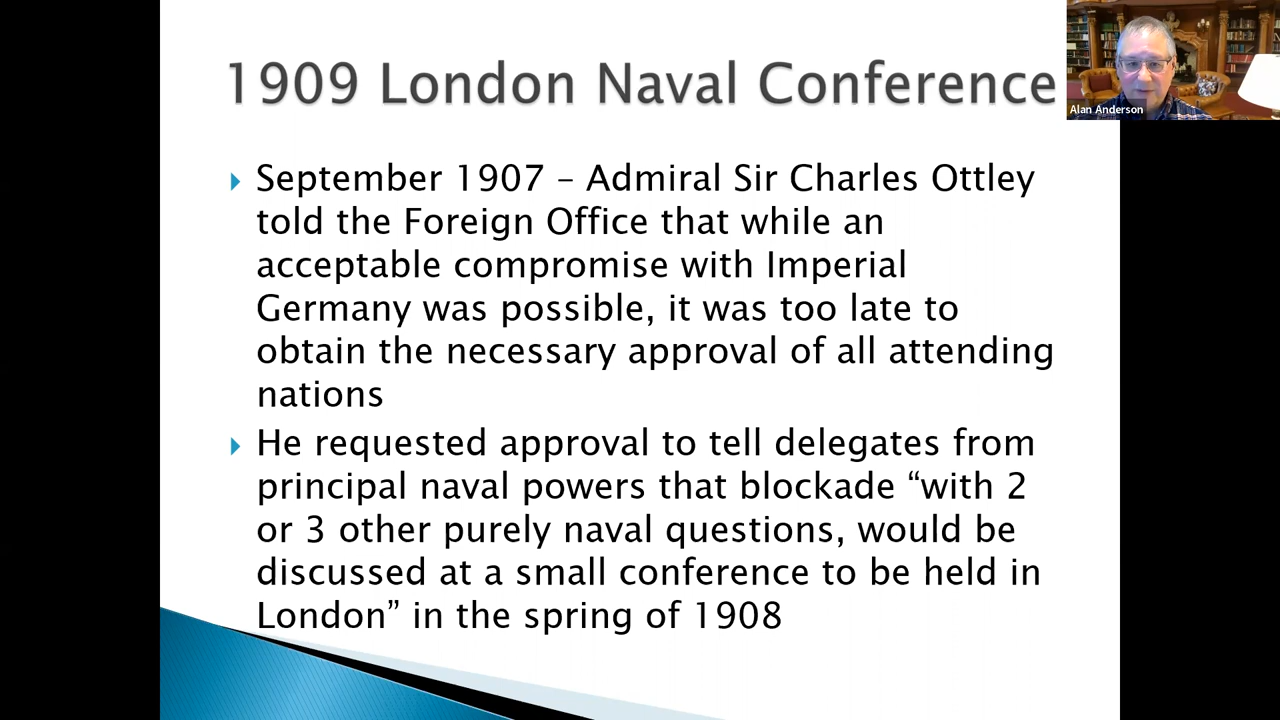 1909 London Naval Conference
Alan Anderson
September 1907 – Admiral Sir Charles Ottley
told the Foreign Office that while an
acceptable compromise with Imperial
Germany was possible, it was too late to
obtain the necessary approval of all attending
nations
He requested approval to tell delegates from
principal naval powers that blockade “with 2
or 3 other purely naval questions, would be
discussed at a small conference to be held in
London” in the spring of 1908